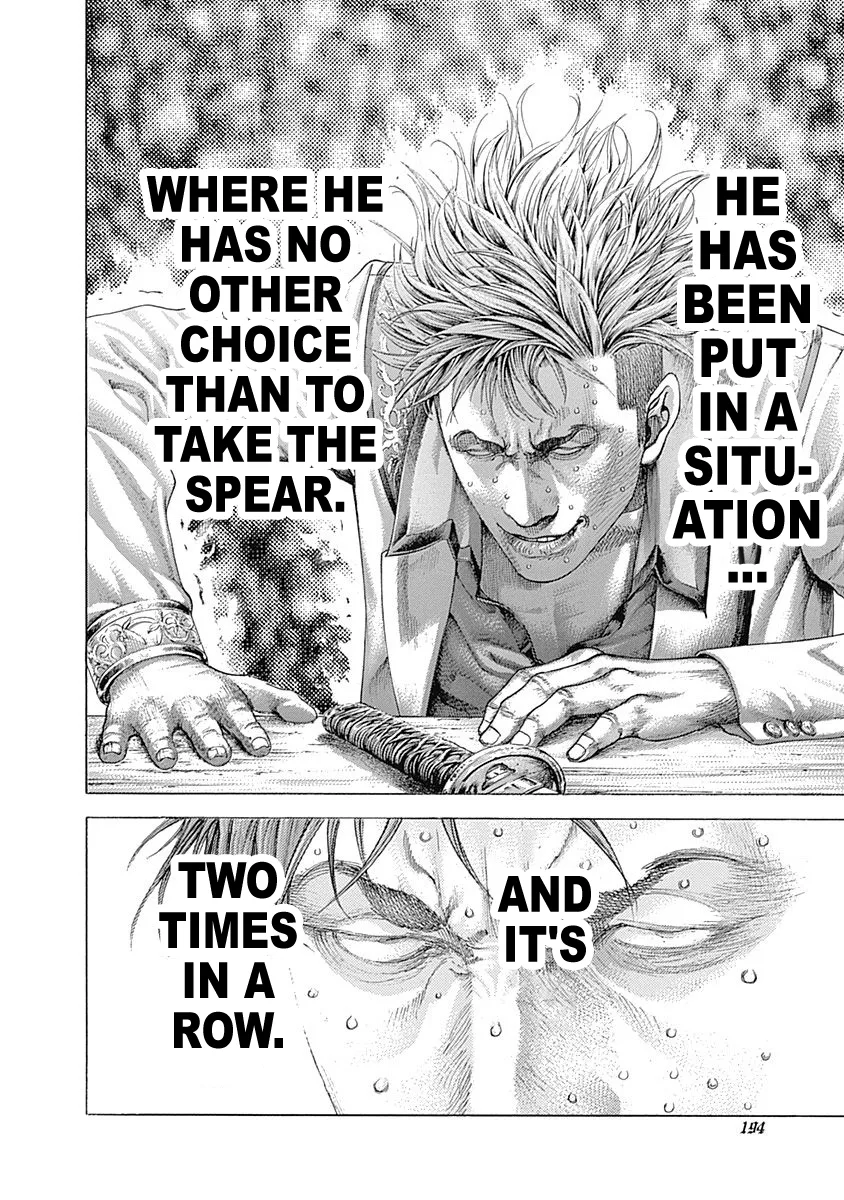 HE
HAS
BEEN
PUT
IN A
SITU-
ATION
...
WHERE HE
HAS NO
OTHER
CHOICE
THAN TO
TAKE THE
SPEAR.
AND
IT'S
TWO
TIMES
IN A
ROW.
194